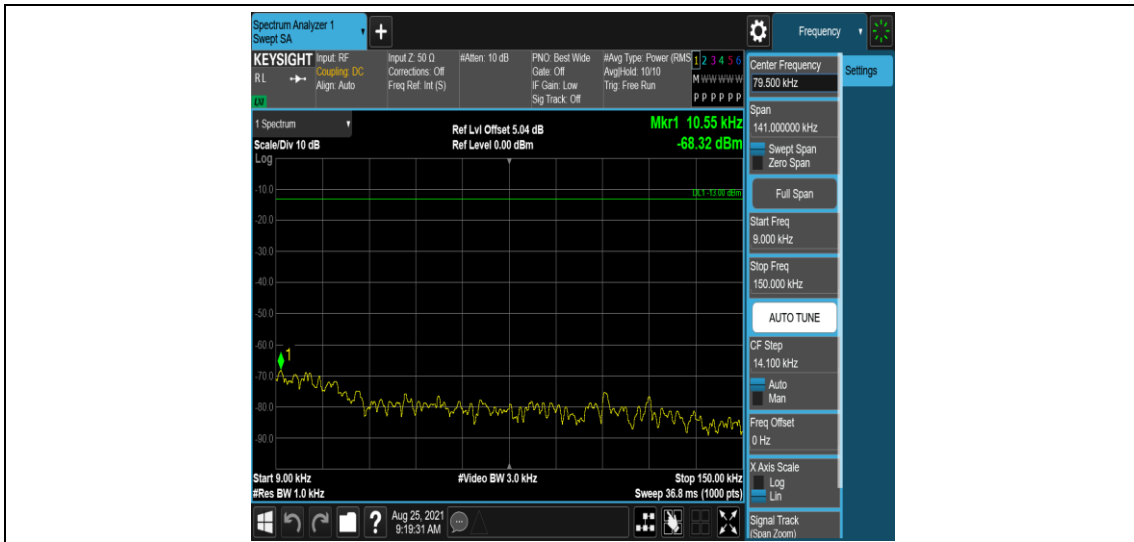 Spectrum Analyzer 1
Swept SA
+
Frequency
KEYSIGHT
RL
LXI
Input: RF
Coupling: DC
Align: Auto
Input Z: 50 Ω
Corrections: Off
Freq Ref: Int (S)
#Atten: 10 dB
PNO: Best Wide
Gate: Off
IF Gain: Low
Sig Track: Off
#Avg Type: Power (RMS
Avg|Hold: 10/10
Trig: Free Run
1 2 3 4 5 6
M W W W W W
P P P P P P
1 Spectrum
Scale/Div 10 dB
Log
Ref Lvl Offset 5.04 dB
Ref Level 0.00 dBm
Mkr1 10.55 kHz
-68.32 dBm
DL1 -13.00 dBm
-10.0
-20.0
-30.0
-40.0
-50.0
-60.0
1
-70.0
-80.0
-90.0
Start 9.00 kHz
#Res BW 1.0 kHz
#Video BW 3.0 kHz
Stop 150.00 kHz
Sweep 36.8 ms (1000 pts)
?
Aug 25, 2021
9:19:31 AM
Center Frequency
79.500 kHz
Settings
Span
141.000000 kHz
Swept Span
Zero Span
Full Span
Start Freq
9.000 kHz
Stop Freq
150.000 kHz
AUTO TUNE
CF Step
14.100 kHz
Auto
Man
Freq Offset
0 Hz
X Axis Scale
Log
Lin
Signal Track
(Span Zoom)